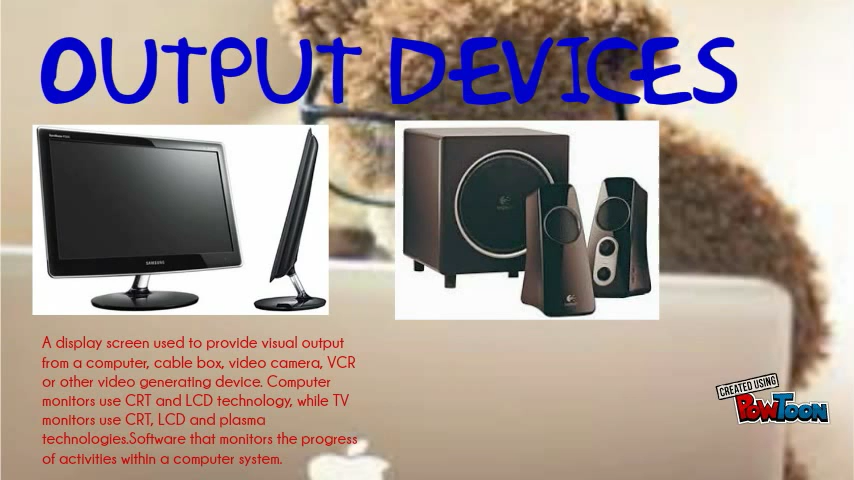 OUTPUT DEVICES
SAMSUNG
A display screen used to provide visual output
from a computer, cable box, video camera, VCR
or other video generating device. Computer
monitors use CRT and LCD technology, while TV
monitors use CRT, LCD and plasma
technologies.Software that monitors the progress
of activities within a computer system.
CREATED USING
POWTOON